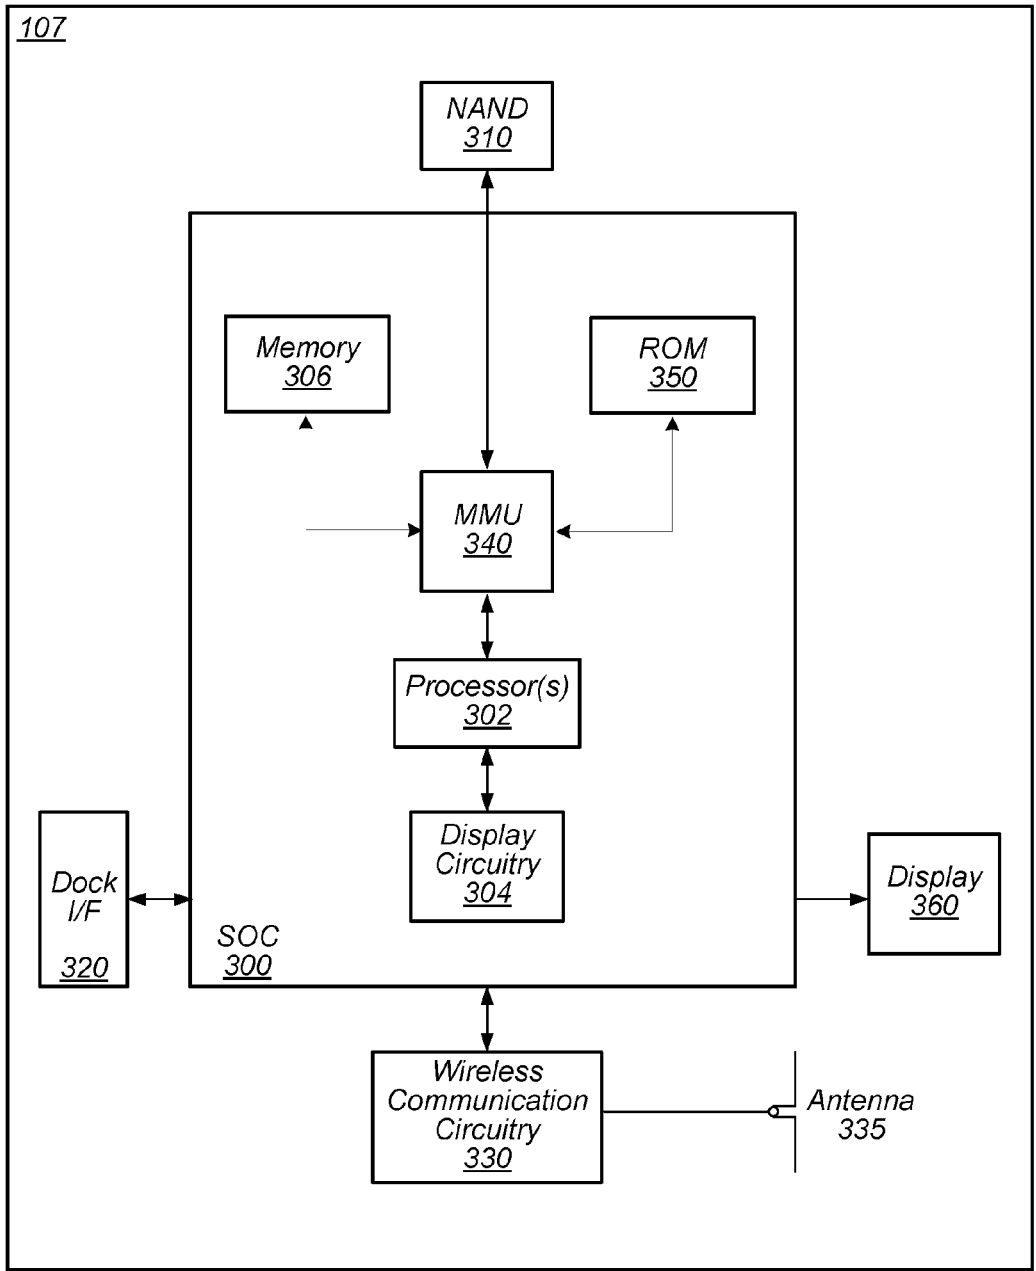 107
NAND
310
Memory
306
ROM
350
MMU
340
Processor(s)
302
Display
Circuitry
304
Dock
I/F
320
SOC
300
Display
360
Wireless
Communication
Circuitry
330
Antenna
335